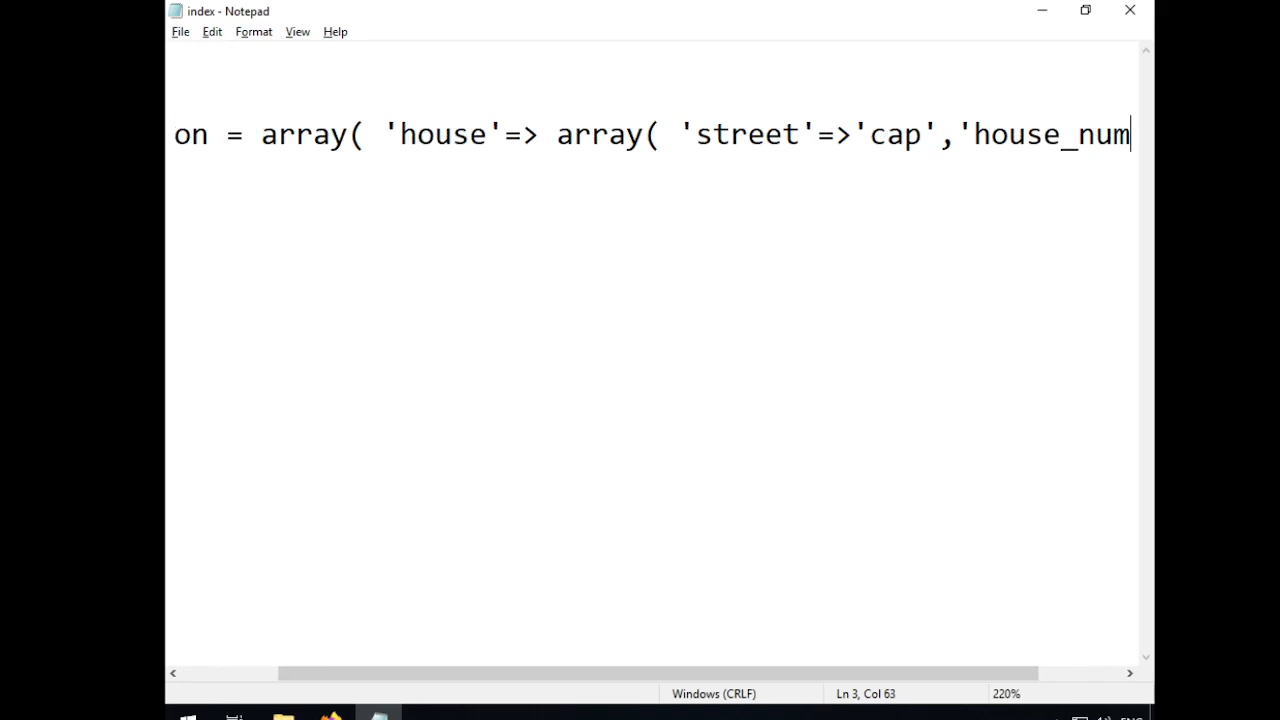 index - Notepad
File Edit Format View Help
on = array( 'house'=> array( 'street'=>'cap','house_num
Windows (CRLF) Ln 3, Col 63 220%